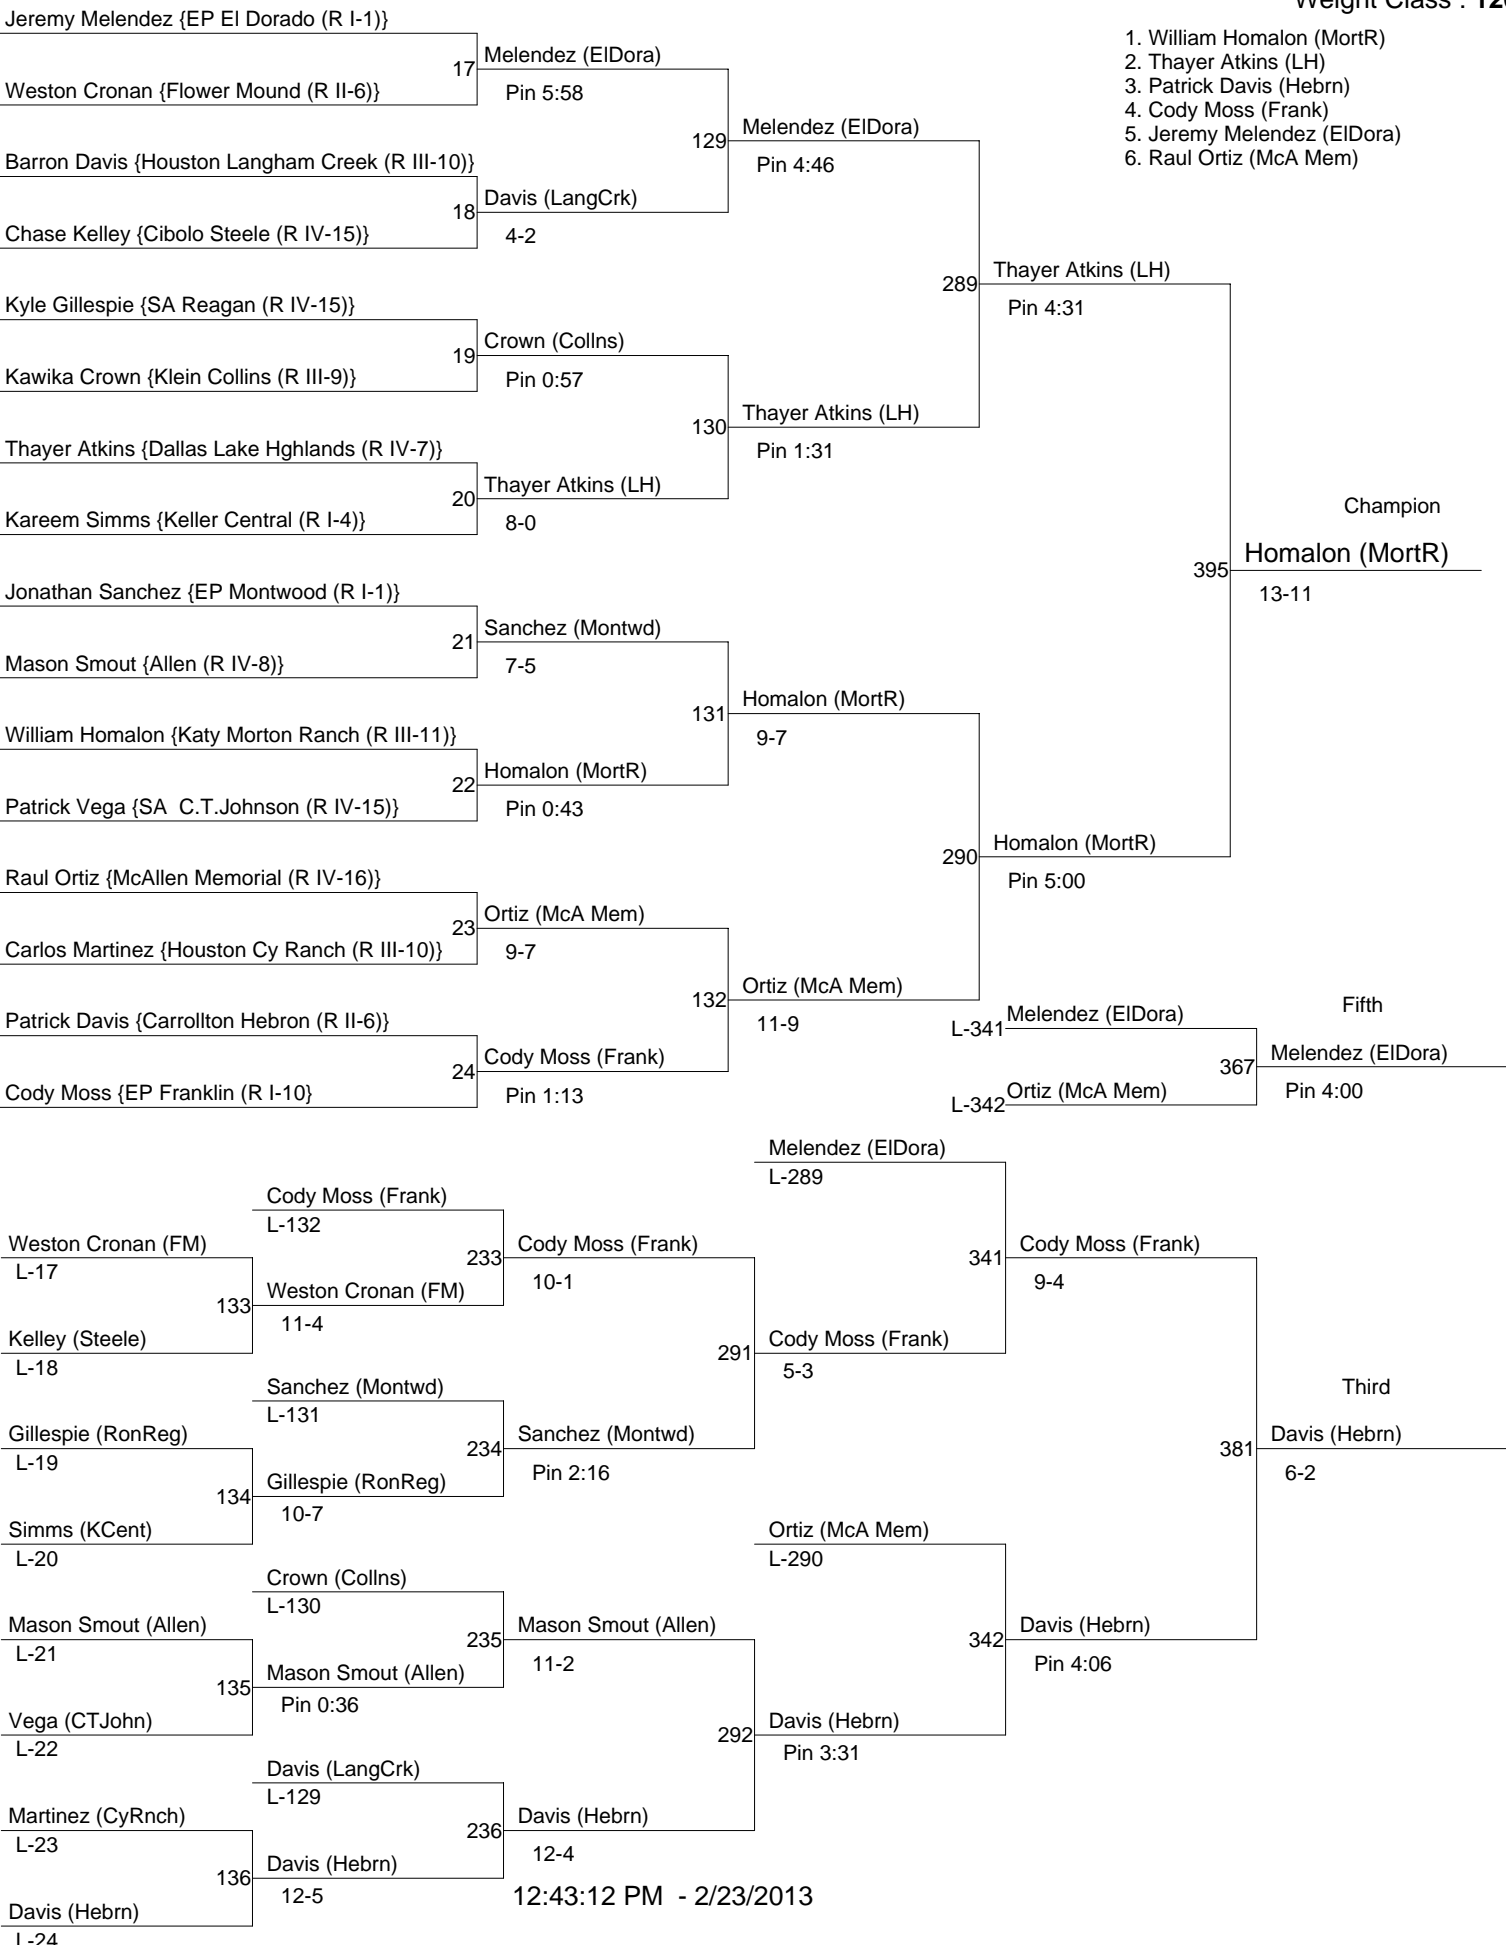 Weight Class :
Jeremy Melendez {EP El Dorado (R I-1)}
17
Melendez (ElDora)
Pin 5:58
Weston Cronan {Flower Mound (R II-6)}
1. William Homalon (MortR)
2. Thayer Atkins (LH)
3. Patrick Davis (Hebrn)
4. Cody Moss (Frank)
5. Jeremy Melendez (ElDora)
6. Raul Ortiz (McA Mem)
129
Melendez (ElDora)
Pin 4:46
Barron Davis {Houston Langham Creek (R III-10)}
18
Davis (LangCrk)
4-2
Chase Kelley {Cibolo Steele (R IV-15)}
289
Thayer Atkins (LH)
Pin 4:31
Kyle Gillespie {SA Reagan (R IV-15)}
19
Crown (Collns)
Pin 0:57
Kawika Crown {Klein Collins (R III-9)}
130
Thayer Atkins (LH)
Pin 1:31
Thayer Atkins {Dallas Lake Hghlands (R IV-7)}
20
Thayer Atkins (LH)
8-0
Kareem Simms {Keller Central (R I-4)}
Champion
395
Homalon (MortR)
13-11
Jonathan Sanchez {EP Montwood (R I-1)}
21
Sanchez (Montwd)
7-5
Mason Smout {Allen (R IV-8)}
131
Homalon (MortR)
9-7
William Homalon {Katy Morton Ranch (R III-11)}
22
Homalon (MortR)
Pin 0:43
Patrick Vega {SA  C.T.Johnson (R IV-15)}
290
Homalon (MortR)
Pin 5:00
Raul Ortiz {McAllen Memorial (R IV-16)}
23
Ortiz (McA Mem)
9-7
Carlos Martinez {Houston Cy Ranch (R III-10)}
132
Ortiz (McA Mem)
11-9
Patrick Davis {Carrollton Hebron (R II-6)}
24
Cody Moss (Frank)
Pin 1:13
Cody Moss {EP Franklin (R I-10}
Fifth
L-341
Melendez (ElDora)
367
Melendez (ElDora)
Pin 4:00
L-342
Ortiz (McA Mem)
Melendez (ElDora)
L-289
Cody Moss (Frank)
L-132
Weston Cronan (FM)
L-17
233
Cody Moss (Frank)
10-1
341
Cody Moss (Frank)
9-4
133
Weston Cronan (FM)
11-4
Kelley (Steele)
L-18
291
Cody Moss (Frank)
5-3
Sanchez (Montwd)
L-131
Third
Gillespie (RonReg)
L-19
234
Sanchez (Montwd)
Pin 2:16
381
Davis (Hebrn)
6-2
134
Gillespie (RonReg)
10-7
Simms (KCent)
L-20
Ortiz (McA Mem)
L-290
Crown (Collns)
L-130
Mason Smout (Allen)
L-21
235
Mason Smout (Allen)
11-2
342
Davis (Hebrn)
Pin 4:06
135
Mason Smout (Allen)
Pin 0:36
Vega (CTJohn)
L-22
292
Davis (Hebrn)
Pin 3:31
Davis (LangCrk)
L-129
Martinez (CyRnch)
L-23
236
Davis (Hebrn)
12-4
136
Davis (Hebrn)
12-5
12:43:12 PM  - 2/23/2013
Davis (Hebrn)
L-24